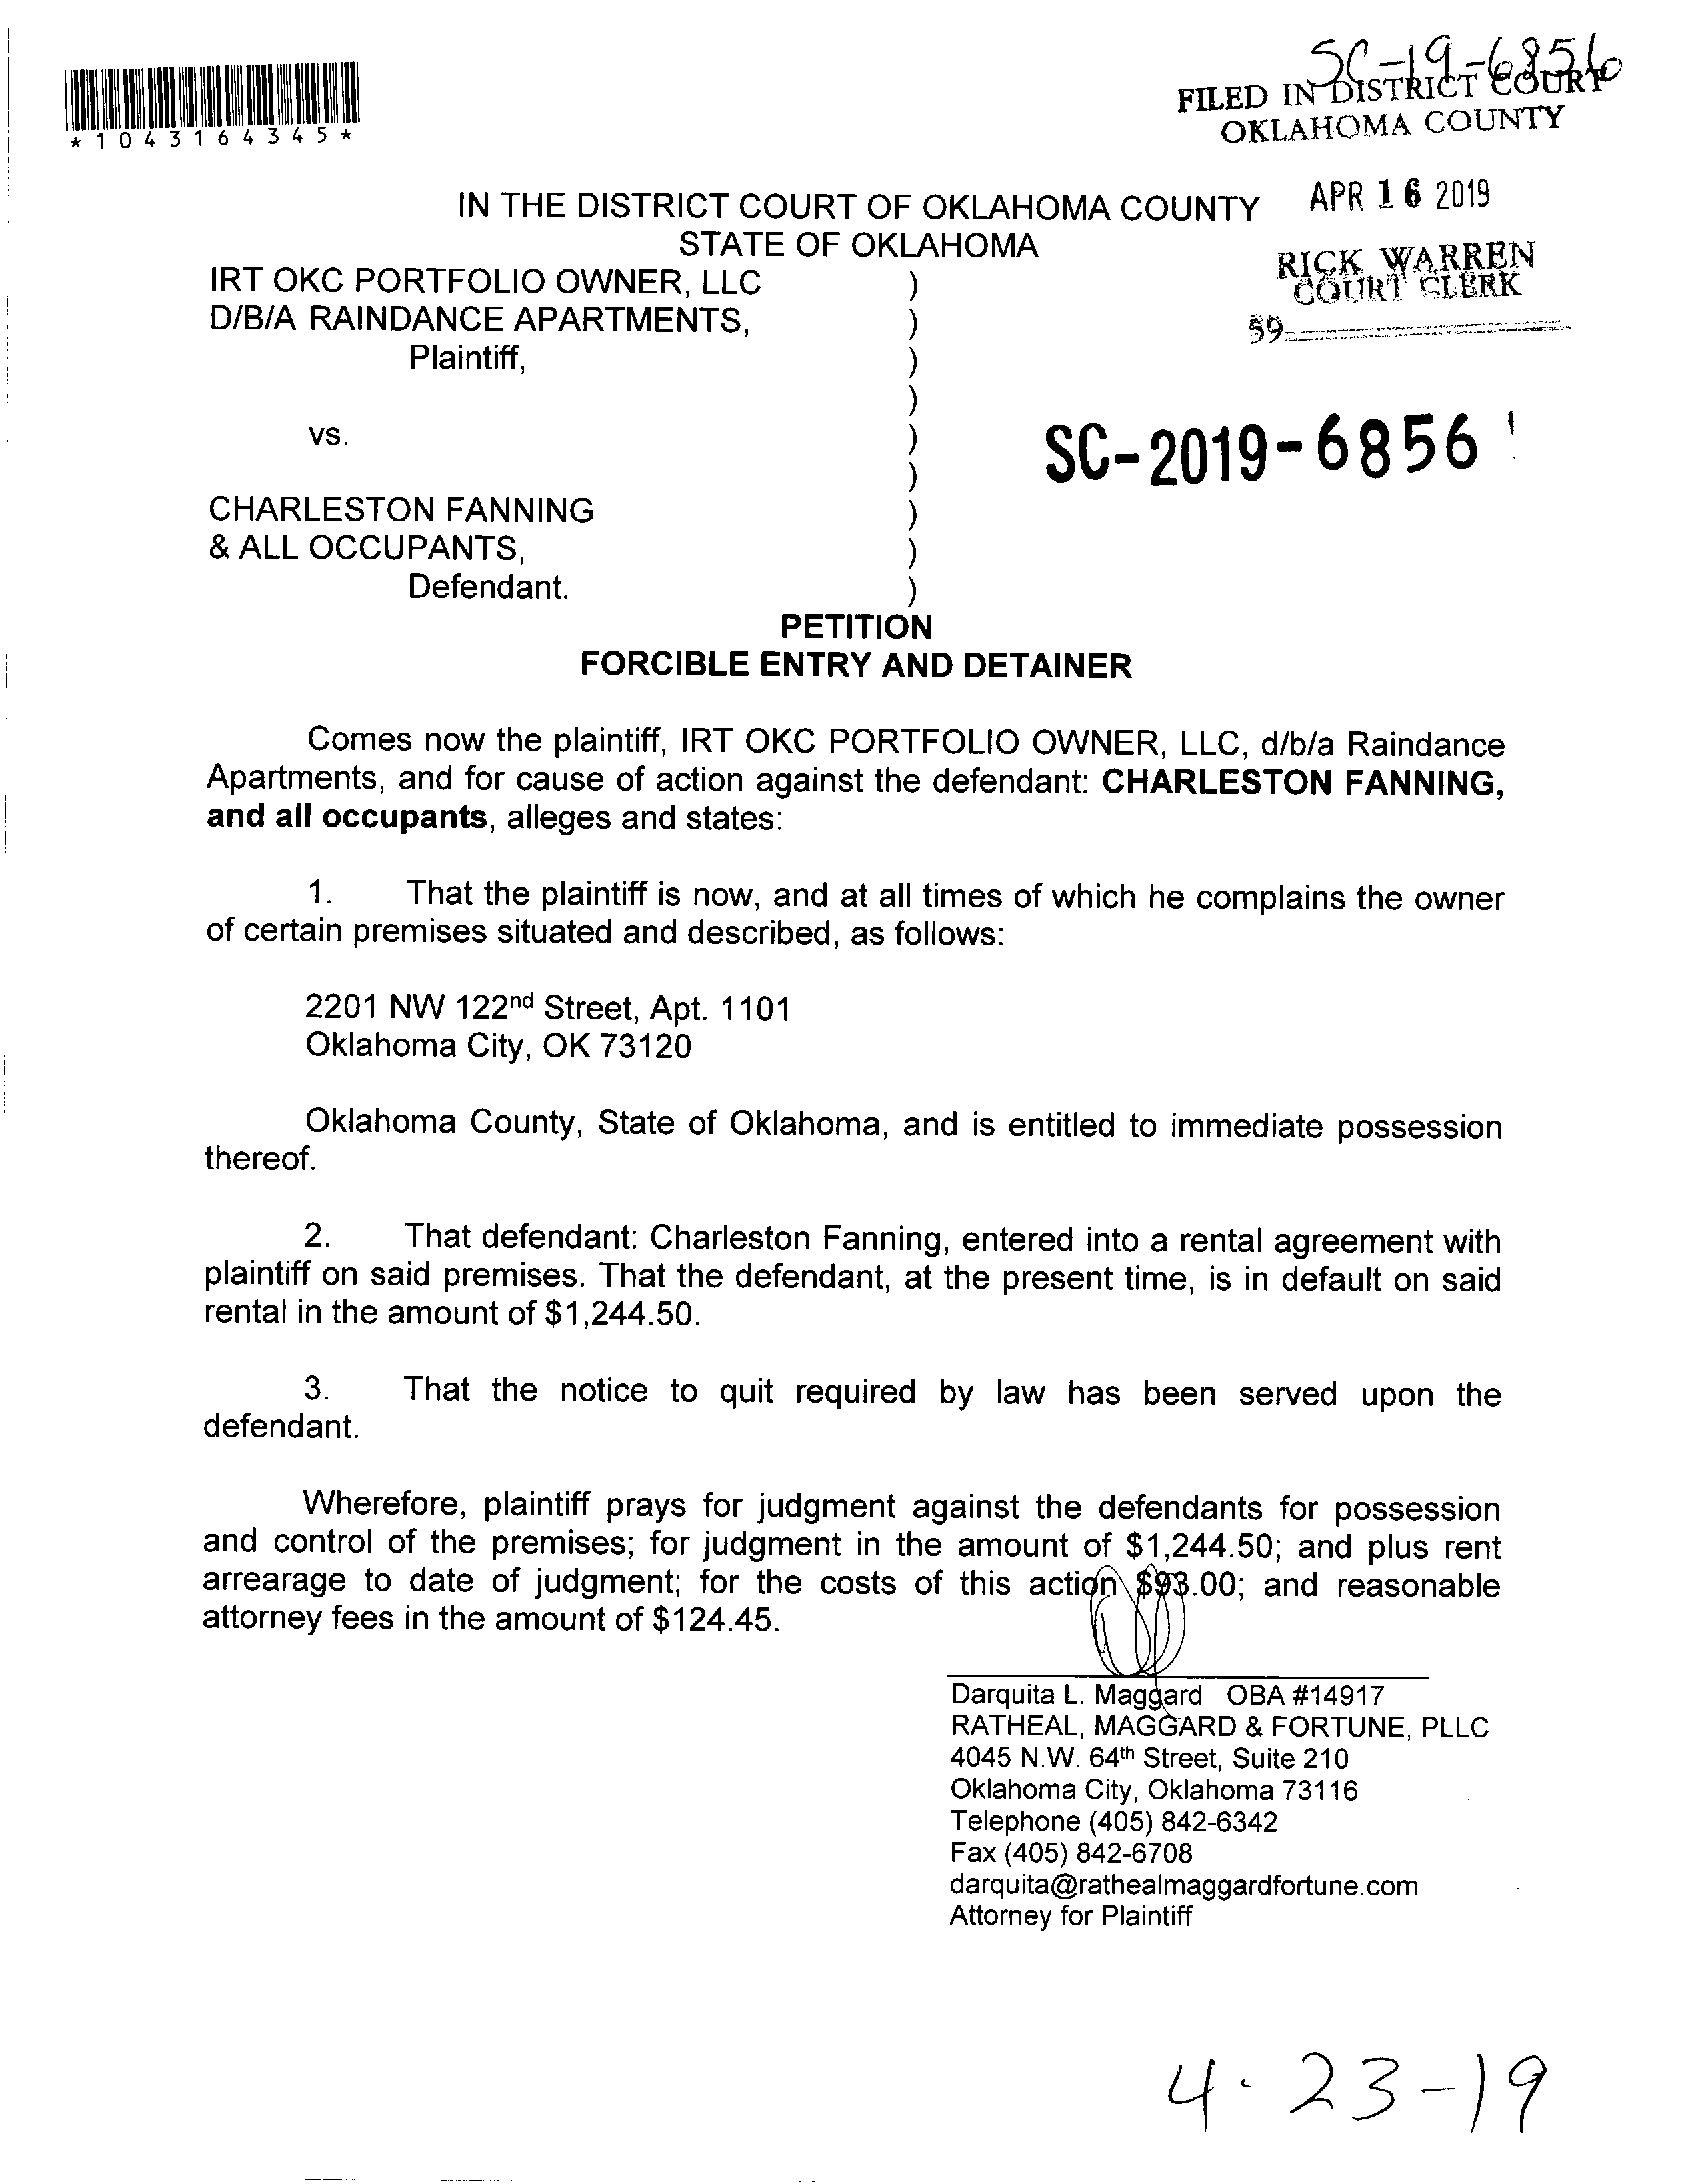 SC-19-6856
FILED IN DISTRICT COURT
OKLAHOMA COUNTY
*1043164345*
APR 16 2019
IN THE DISTRICT COURT OF OKLAHOMA COUNTY
STATE OF OKLAHOMA
RICK WARREN
COURT CLERK
59
IRT OKC PORTFOLIO OWNER, LLC )
D/B/A RAINDANCE APARTMENTS, )
Plaintiff, )
)
vs. )
)
SC-2019-6856
CHARLESTON FANNING )
& ALL OCCUPANTS, )
Defendant. )
PETITION
FORCIBLE ENTRY AND DETAINER
Comes now the plaintiff, IRT OKC PORTFOLIO OWNER, LLC, d/b/a Raindance
Apartments, and for cause of action against the defendant: CHARLESTON FANNING,
and all occupants, alleges and states:
1. That the plaintiff is now, and at all times of which he complains the owner
of certain premises situated and described, as follows:
2201 NW 122nd Street, Apt. 1101
Oklahoma City, OK 73120
Oklahoma County, State of Oklahoma, and is entitled to immediate possession
thereof.
2. That defendant: Charleston Fanning, entered into a rental agreement with
plaintiff on said premises. That the defendant, at the present time, is in default on said
rental in the amount of $1,244.50.
3. That the notice to quit required by law has been served upon the
defendant.
Wherefore, plaintiff prays for judgment against the defendants for possession
and control of the premises; for judgment in the amount of $1,244.50; and plus rent
arrearage to date of judgment; for the costs of this action $93.00; and reasonable
attorney fees in the amount of $124.45.
Darquita L. Maggard OBA #14917
RATHEAL, MAGGARD & FORTUNE, PLLC
4045 N.W. 64th Street, Suite 210
Oklahoma City, Oklahoma 73116
Telephone (405) 842-6342
Fax (405) 842-6708
darquita@rathealmaggardfortune.com
Attorney for Plaintiff
4-23-19